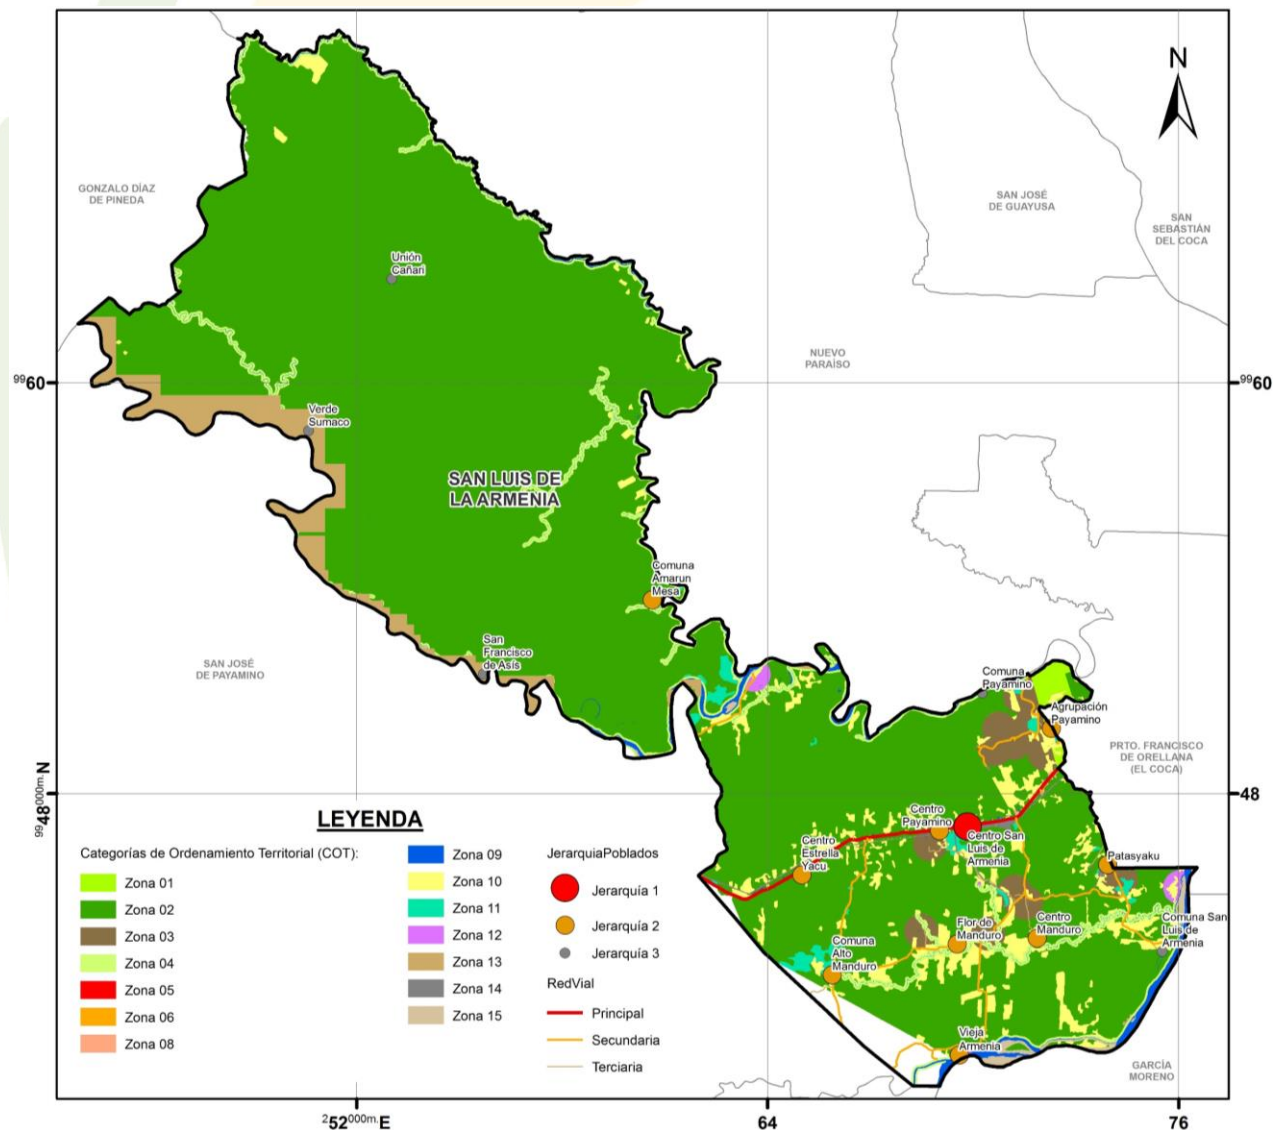 N
GONZALO DÍAZ
DE PINEDA
SAN JOSÉ
DE GUAYUSA
SAN
SEBASTIÁN
DEL COCA
Unión
Cañari
NUEVO
PARAÍSO
9960
9960
Verde
Sumaco
SAN LUIS DE
LA ARMENIA
Comuna
Amarun
Mesa
San
Francisco
de Asís
SAN JOSÉ
DE PAYAMINO
Comuna
Payamino
Agrupación
Payamino
PRTO. FRANCISCO
DE ORELLANA
(EL COCA)
9948000m.N
48
Centro
Payamino
Centro San
Luis de
Armenia
Centro
Estrella
Yacu
Patasyaku
Flor de
Manduro
Centro
Manduro
Comuna San
Luis de
Armenia
Comuna
Alto
Manduro
Vieja
Armenia
GARCÍA
MORENO
LEYENDA
Categorías de Ordenamiento Territorial (COT):
Zona 01
Zona 02
Zona 03
Zona 04
Zona 05
Zona 06
Zona 08
Zona 09
Zona 10
Zona 11
Zona 12
Zona 13
Zona 14
Zona 15
JerarquiaPoblados
Jerarquía 1
Jerarquía 2
Jerarquía 3
RedVial
Principal
Secundaria
Terciaria
252000m.E
64
76